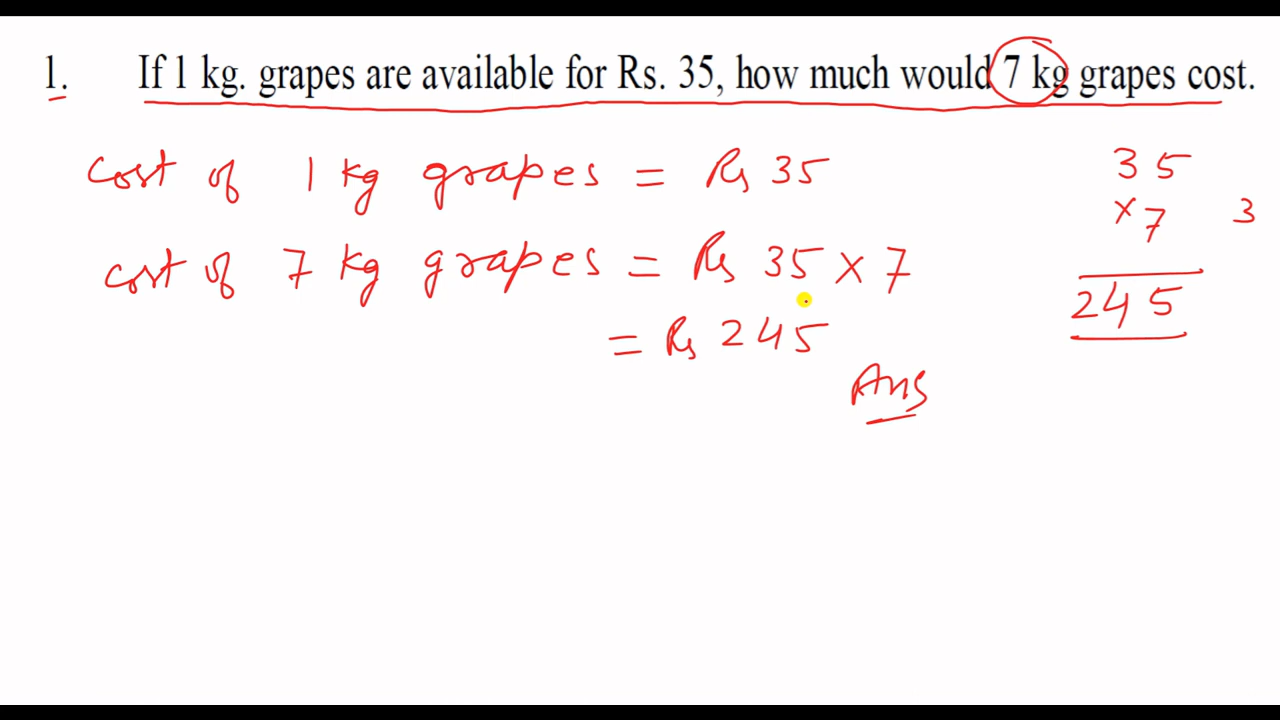 1. If 1 kg. grapes are available for Rs. 35, how much would 7 kg grapes cost.
cost of 1 kg grapes = Rs 35
cost of 7 kg grapes = Rs 35 × 7
= Rs 245
Ans
35
×7 3
245